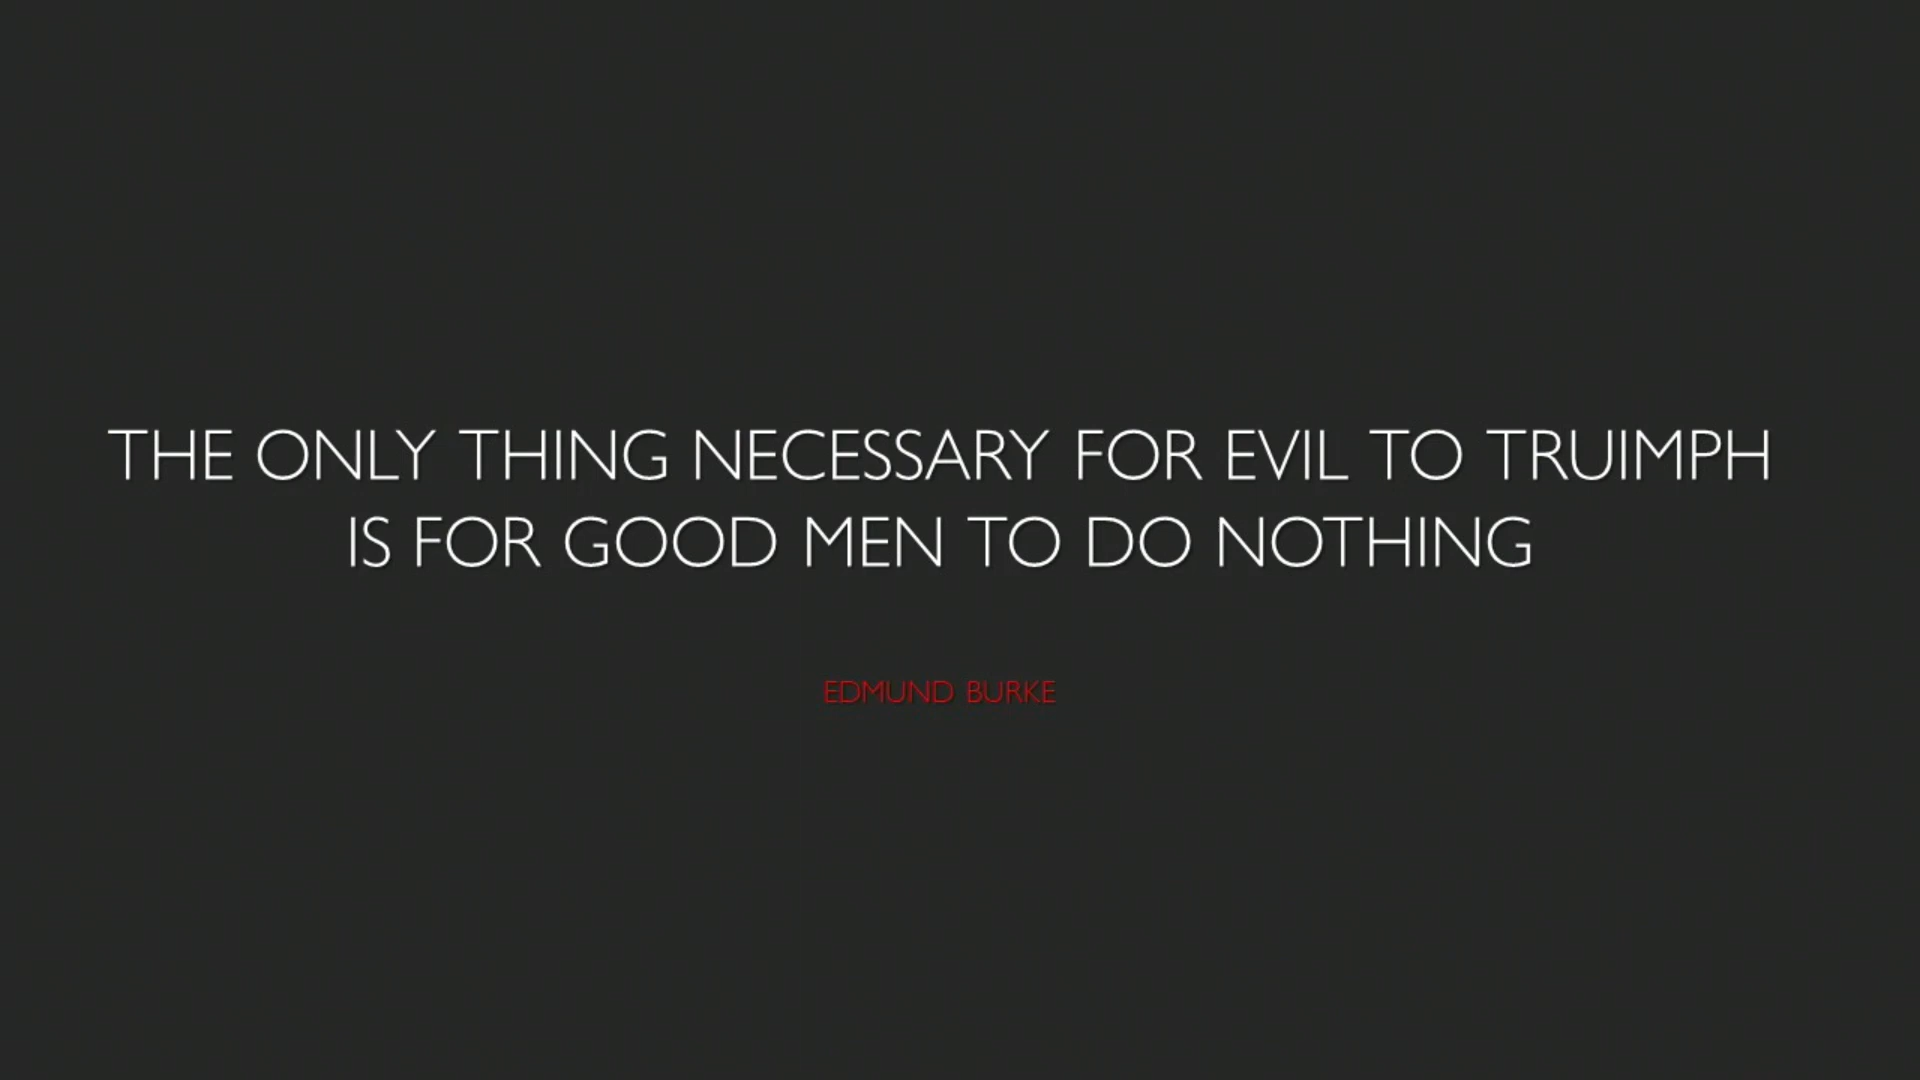 THE ONLY THING NECESSARY FOR EVIL TO TRUIMPH
IS FOR GOOD MEN TO DO NOTHING
EDMUND BURKE